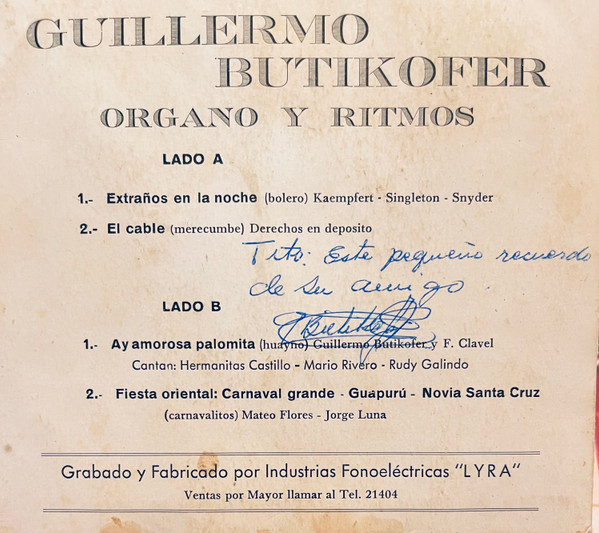 GUILLERMO
BUTIKOFER
ORGANO Y RITMOS
LADO A
1.- Extraños en la noche (bolero) Kaempfert - Singleton - Snyder
2.- El cable (merecumbe) Derechos en deposito
Tito: Este pequeño recuerdo
de su amigo.
LADO B
1.- Ay amorosa palomita (huayno) Guillermo Butikofer y F. Clavel
Cantan: Hermanitas Castillo - Mario Rivero - Rudy Galindo
2.- Fiesta oriental: Carnaval grande - Guapurú - Novia Santa Cruz
(carnavalitos) Mateo Flores - Jorge Luna
Grabado y Fabricado por Industrias Fonoeléctricas "LYRA"
Ventas por Mayor llamar al Tel. 21404